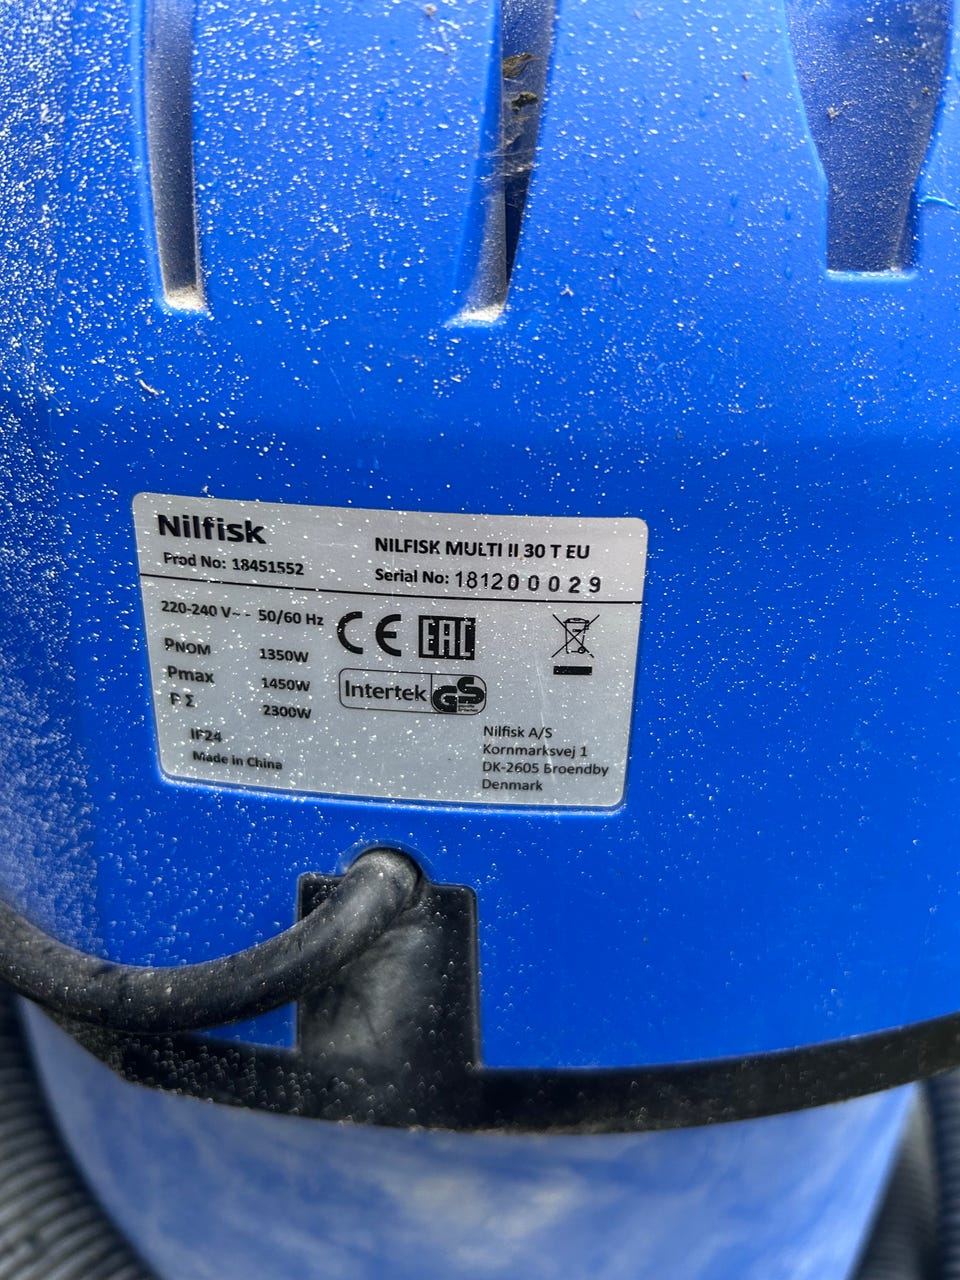 Nilfisk
NILFISK MULTI II 30 T EU
Prod No: 18451552
Serial No: 181200029
220-240 V~ - 50/60 Hz
PNOM 1350W
Pmax 1450W
P Σ 2300W
IP24
Made in China
CE EAC
Intertek GS
Nilfisk A/S
Kornmarksvej 1
DK-2605 Broendby
Denmark